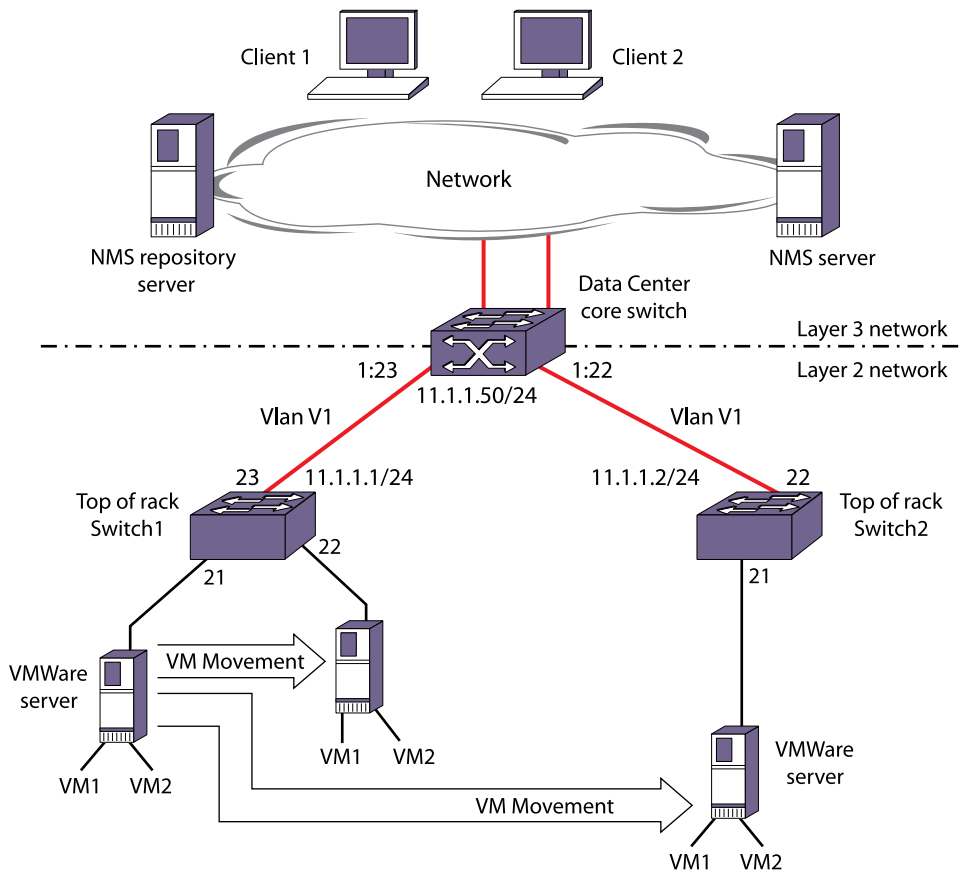 Client 1
Client 2
Network
NMS repository
server
NMS server
Data Center
core switch
Layer 3 network
Layer 2 network
1:23
1:22
11.1.1.50/24
Vlan V1
Vlan V1
23
11.1.1.1/24
11.1.1.2/24
22
Top of rack
Switch1
Top of rack
Switch2
22
21
21
VM Movement
VMWare
server
VM1
VM2
VM1
VM2
VMWare
server
VM Movement
VM1
VM2